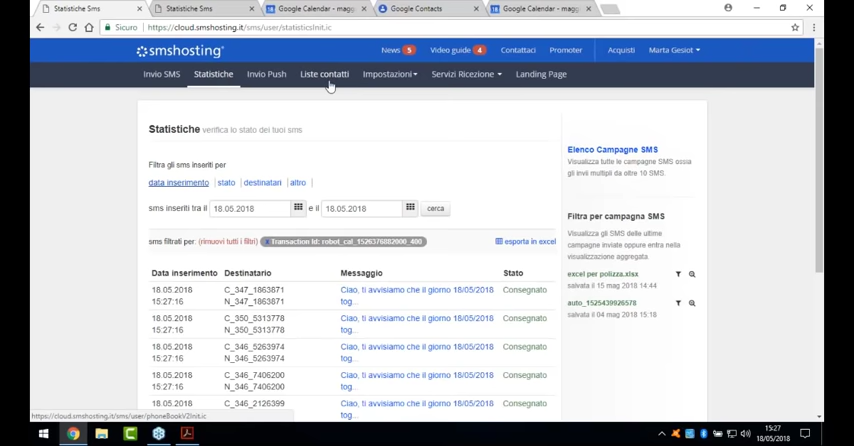 Statistiche Sms
Statistiche Sms
Google Calendar - magg
Google Contacts
Google Calendar - magg
Sicuro
https://cloud.smshosting.it/sms/user/statisticsInit.ic
smshosting
News 5
Video guide 4
Contattaci
Promoter
Acquisti
Marta Gesiot
Invio SMS
Statistiche
Invio Push
Liste contatti
Impostazioni
Servizi Ricezione
Landing Page
Statistiche verifica lo stato dei tuoi sms
Filtra gli sms inseriti per
data inserimento | stato | destinatari | altro |
sms inseriti tra il 18.05.2018 e il 18.05.2018 cerca
sms filtrati per: (rimuovi tutti i filtri) # Transaction Id: robot_cal_1526376882000_400 esporta in excel
Data inserimento Destinatario Messaggio Stato
18.05.2018 C_347_1863871 Ciao, ti avvisiamo che il giorno 18/05/2018 Consegnato
15:27:16 N_347_1863871 tog...
18.05.2018 C_350_5313778 Ciao, ti avvisiamo che il giorno 18/05/2018 Consegnato
15:27:16 N_350_5313778 tog...
18.05.2018 C_346_5263974 Ciao, ti avvisiamo che il giorno 18/05/2018 Consegnato
15:27:16 N_346_5263974 tog...
18.05.2018 C_346_7406200 Ciao, ti avvisiamo che il giorno 18/05/2018 Consegnato
15:27:16 N_346_7406200 tog...
18.05.2018 C_346_2126399 Ciao, ti avvisiamo che il giorno 18/05/2018 Consegnato
tog...
Elenco Campagne SMS
Visualizza tutte le campagne SMS ossia
gli invii multipli da oltre 10 SMS.
Filtra per campagna SMS
Visualizza gli SMS delle ultime
campagne inviate oppure entra nella
visualizzazione aggregata.
excel per polizza.xlsx
salvata il 15 mag 2018 14:44
auto_1525439926578
salvata il 04 mag 2018 15:18
https://cloud.smshosting.it/sms/user/phoneBookV2Init.ic
15:27
18/05/2018